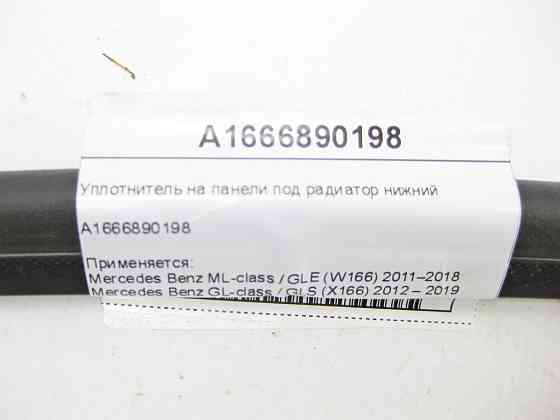 A1666890198
Уплотнитель на панели под радиатор нижний
A1666890198
Применяется:
Mercedes Benz ML-class / GLE (W166) 2011–2018
Mercedes Benz GL-class / GLS (X166) 2012 – 2019